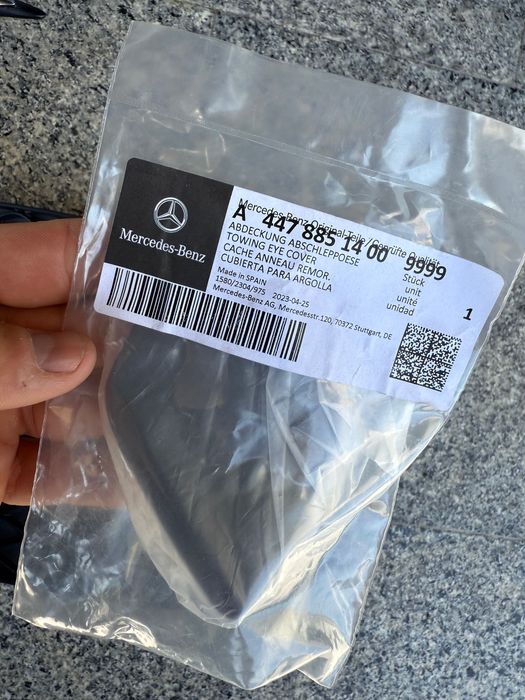 Mercedes-Benz
Mercedes-Benz Original-Teile / Geprüfte Qualität
A 447 885 14 00 9999
ABDECKUNG ABSCHLEPPOESE
TOWING EYE COVER
CACHE ANNEAU REMOR.
CUBIERTA PARA ARGOLLA
Stück
unit
unité
unidad
1
Made in SPAIN
1580/2304/975 2023-04-25
Mercedes-Benz AG, Mercedesstr.120, 70372 Stuttgart, DE